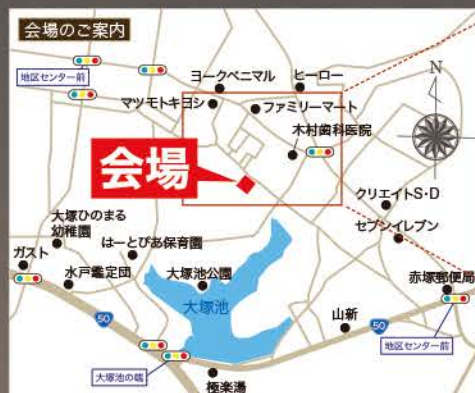 会場のご案内
地区センター前
ヨークベニマル
ヒーロー
マツモトキヨシ
ファミリーマート
木村歯科医院
N
会場
クリエイトS・D
セブンイレブン
大塚ひのまる
幼稚園
はーとぴあ保育園
ガスト
水戸鑑定団
大塚池公園
大塚池
赤塚郵便局
山新
50
50
地区センター前
大塚池の端
極楽湯